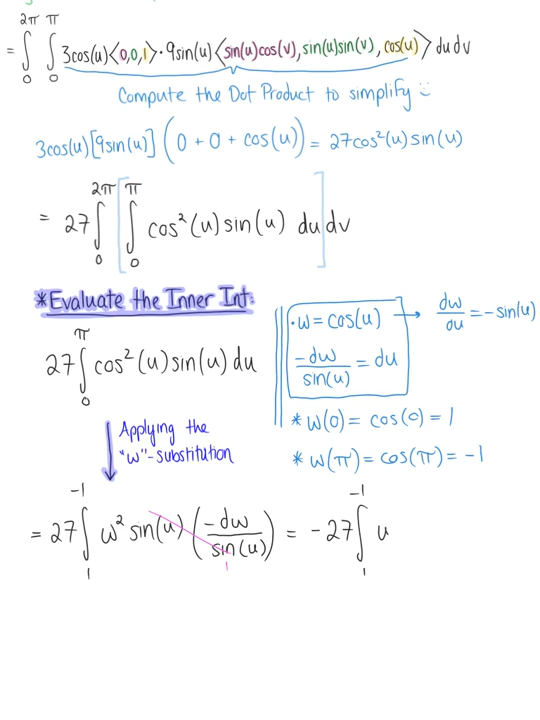 = ∫₀^2π ∫₀^π 3cos(u)<0,0,1> · 9sin(u)<sin(u)cos(v), sin(u)sin(v), cos(u)> du dv
Compute the Dot Product to simplify
3cos(u)[9sin(u)](0 + 0 + cos(u)) = 27cos²(u)sin(u)
= 27 ∫₀^2π [∫₀^π cos²(u)sin(u) du] dv
*Evaluate the Inner Int:
27 ∫₀^π cos²(u)sin(u) du
·w = cos(u) → dw/du = -sin(u)
-dw/sin(u) = du
* w(0) = cos(0) = 1
* w(π) = cos(π) = -1
Applying the
"w"-substitution
= 27 ∫₁^-1 w² sin(u) (-dw/sin(u)) = -27 ∫₁^-1 u
1